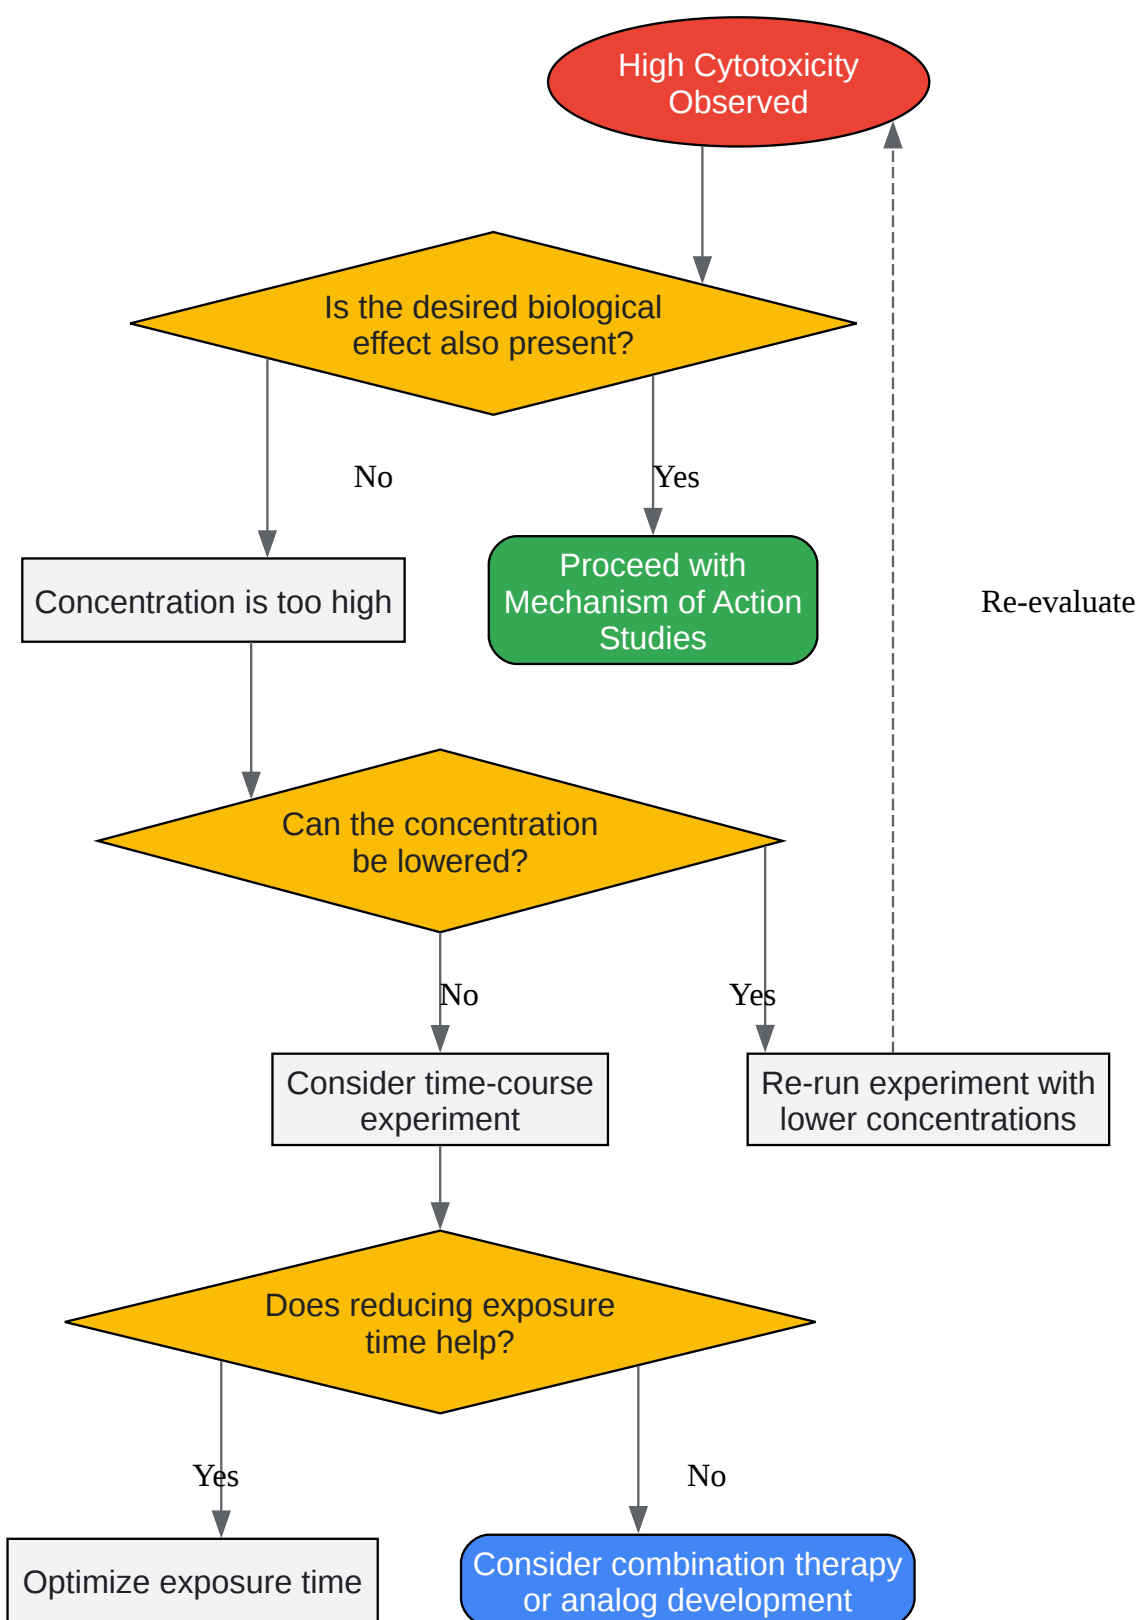 High Cytotoxicity
Observed
Is the desired biological
effect also present?
No
Yes
Concentration is too high
Proceed with
Mechanism of Action
Studies
Re-evaluate
Can the concentration
be lowered?
No
Yes
Consider time-course
experiment
Re-run experiment with
lower concentrations
Does reducing exposure
time help?
Yes
No
Optimize exposure time
Consider combination therapy
or analog development